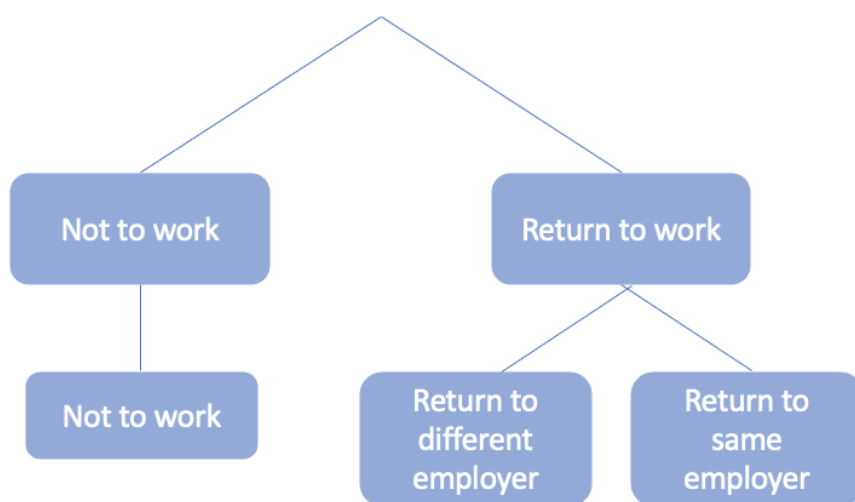 Not to work
Return to work
Not to work
Return to
different
employer
Return to
same
employer